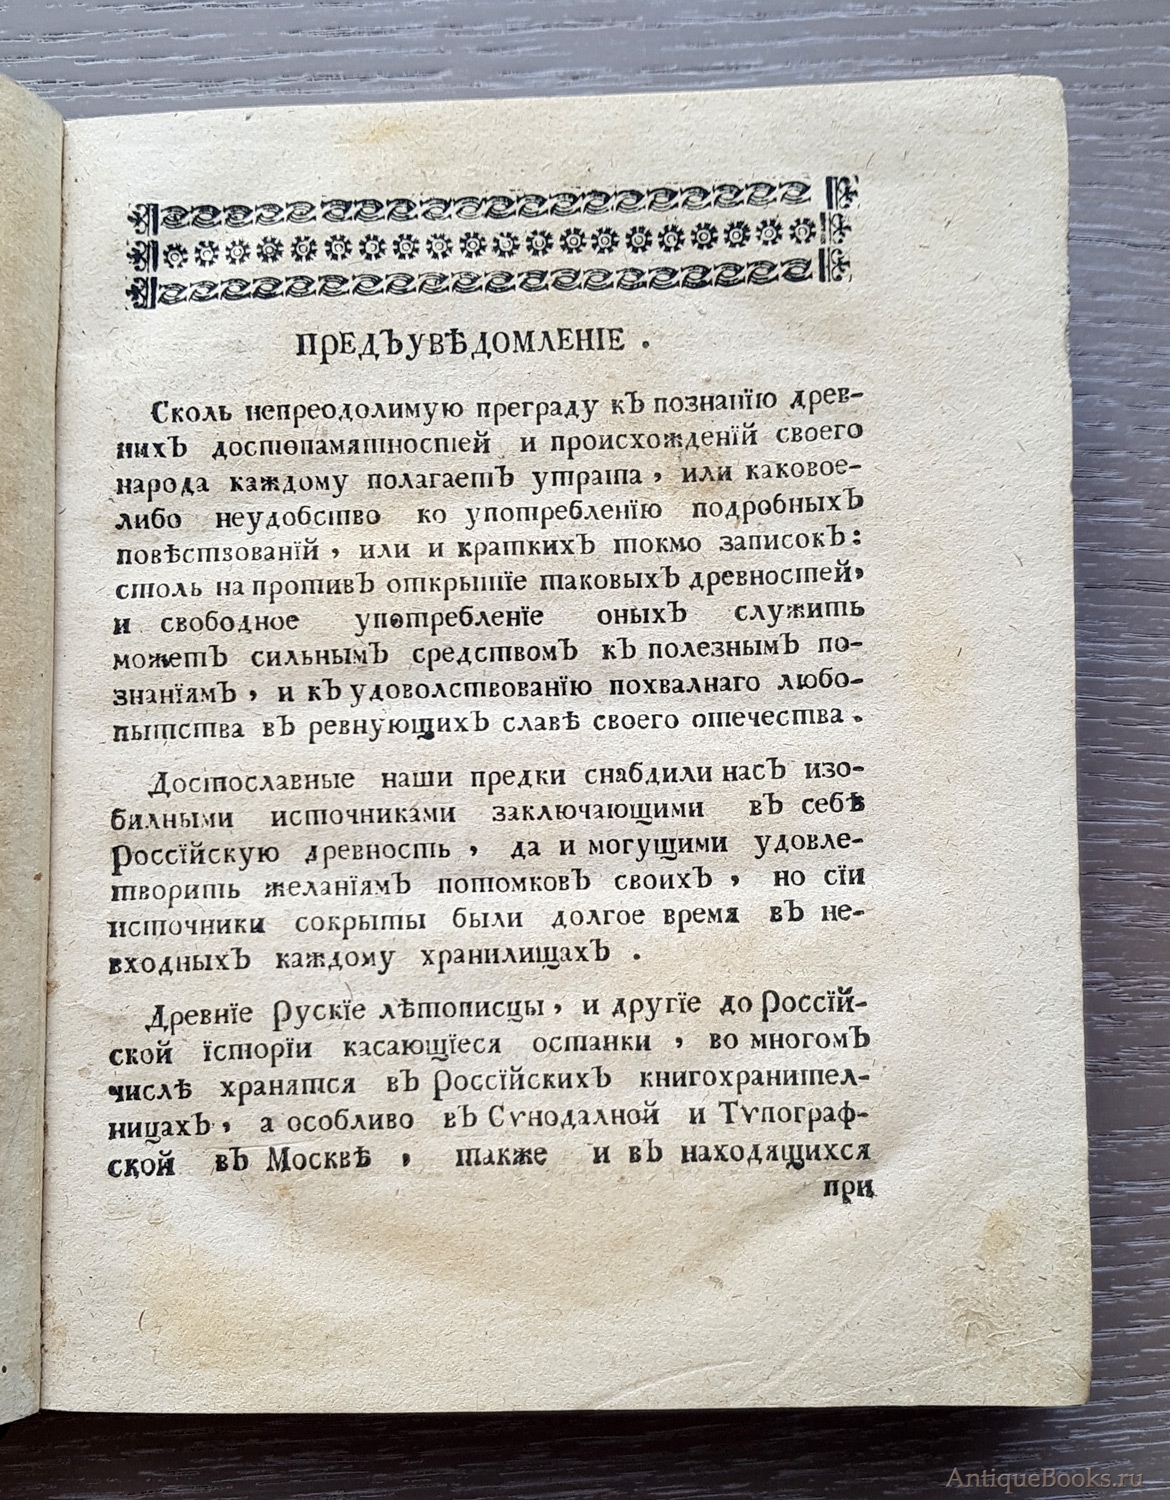 ПРЕДЪУВѢДОМЛЕНІЕ .
Сколь непреодолимую преграду къ познанїю древ-
нихъ достопамятностей и происхожденїй своего
народа каждому полагаетъ утрата , или каковое-
либо неудобство ко употребленїю подробныхъ
повѣствованїй , или и краткихъ токмо записокъ :
столь на противъ открытїе таковыхъ древностей,
и свободное употребленїе оныхъ служить
можетъ сильнымъ средствомъ къ полезнымъ по-
знанїямъ , и къ удоволствованїю похвалнаго любо-
пытства въ ревнующихъ славѣ своего отечества .
Достославные наши предки снабдили насъ изо-
билными источниками заключающими въ себѣ
Россїйскую древность , да и могущими удовле-
творить желанїямъ потомковъ своихъ , но сїи
источники сокрыты были долгое время въ не-
входныхъ каждому хранилищахъ .
Древнїе Рускїе лѣтописцы , и другїе до Россїй-
ской їсторїи касающїеся останки , во многомъ
числѣ хранятся въ Россїйскихъ книгохранител-
ницахъ , а особливо въ Сѵнодалной и Тѵпограф-
ской въ Москвѣ , также и въ находящихся
при
AntiqueBooks.ru